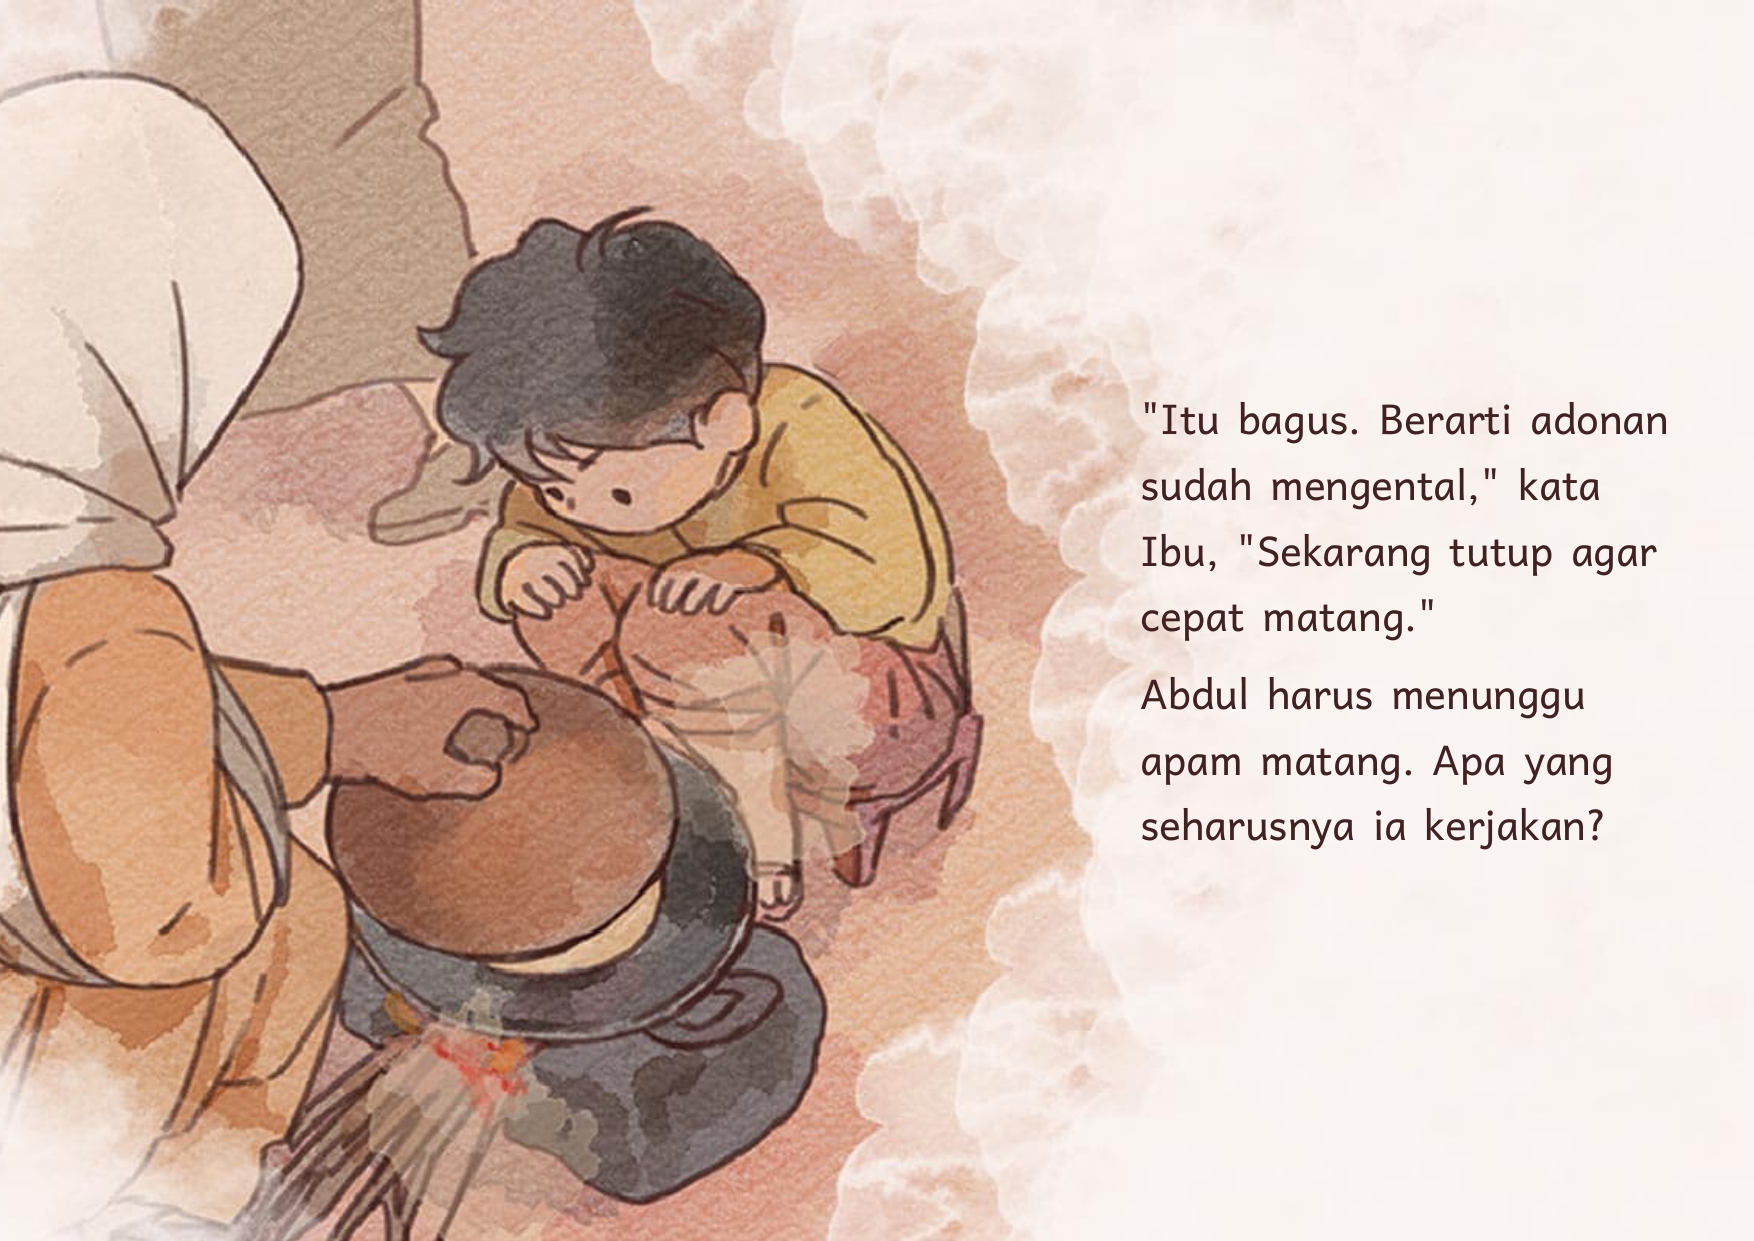 "Itu bagus. Berarti adonan
sudah mengental," kata
Ibu, "Sekarang tutup agar
cepat matang."
Abdul harus menunggu
apam matang. Apa yang
seharusnya ia kerjakan?